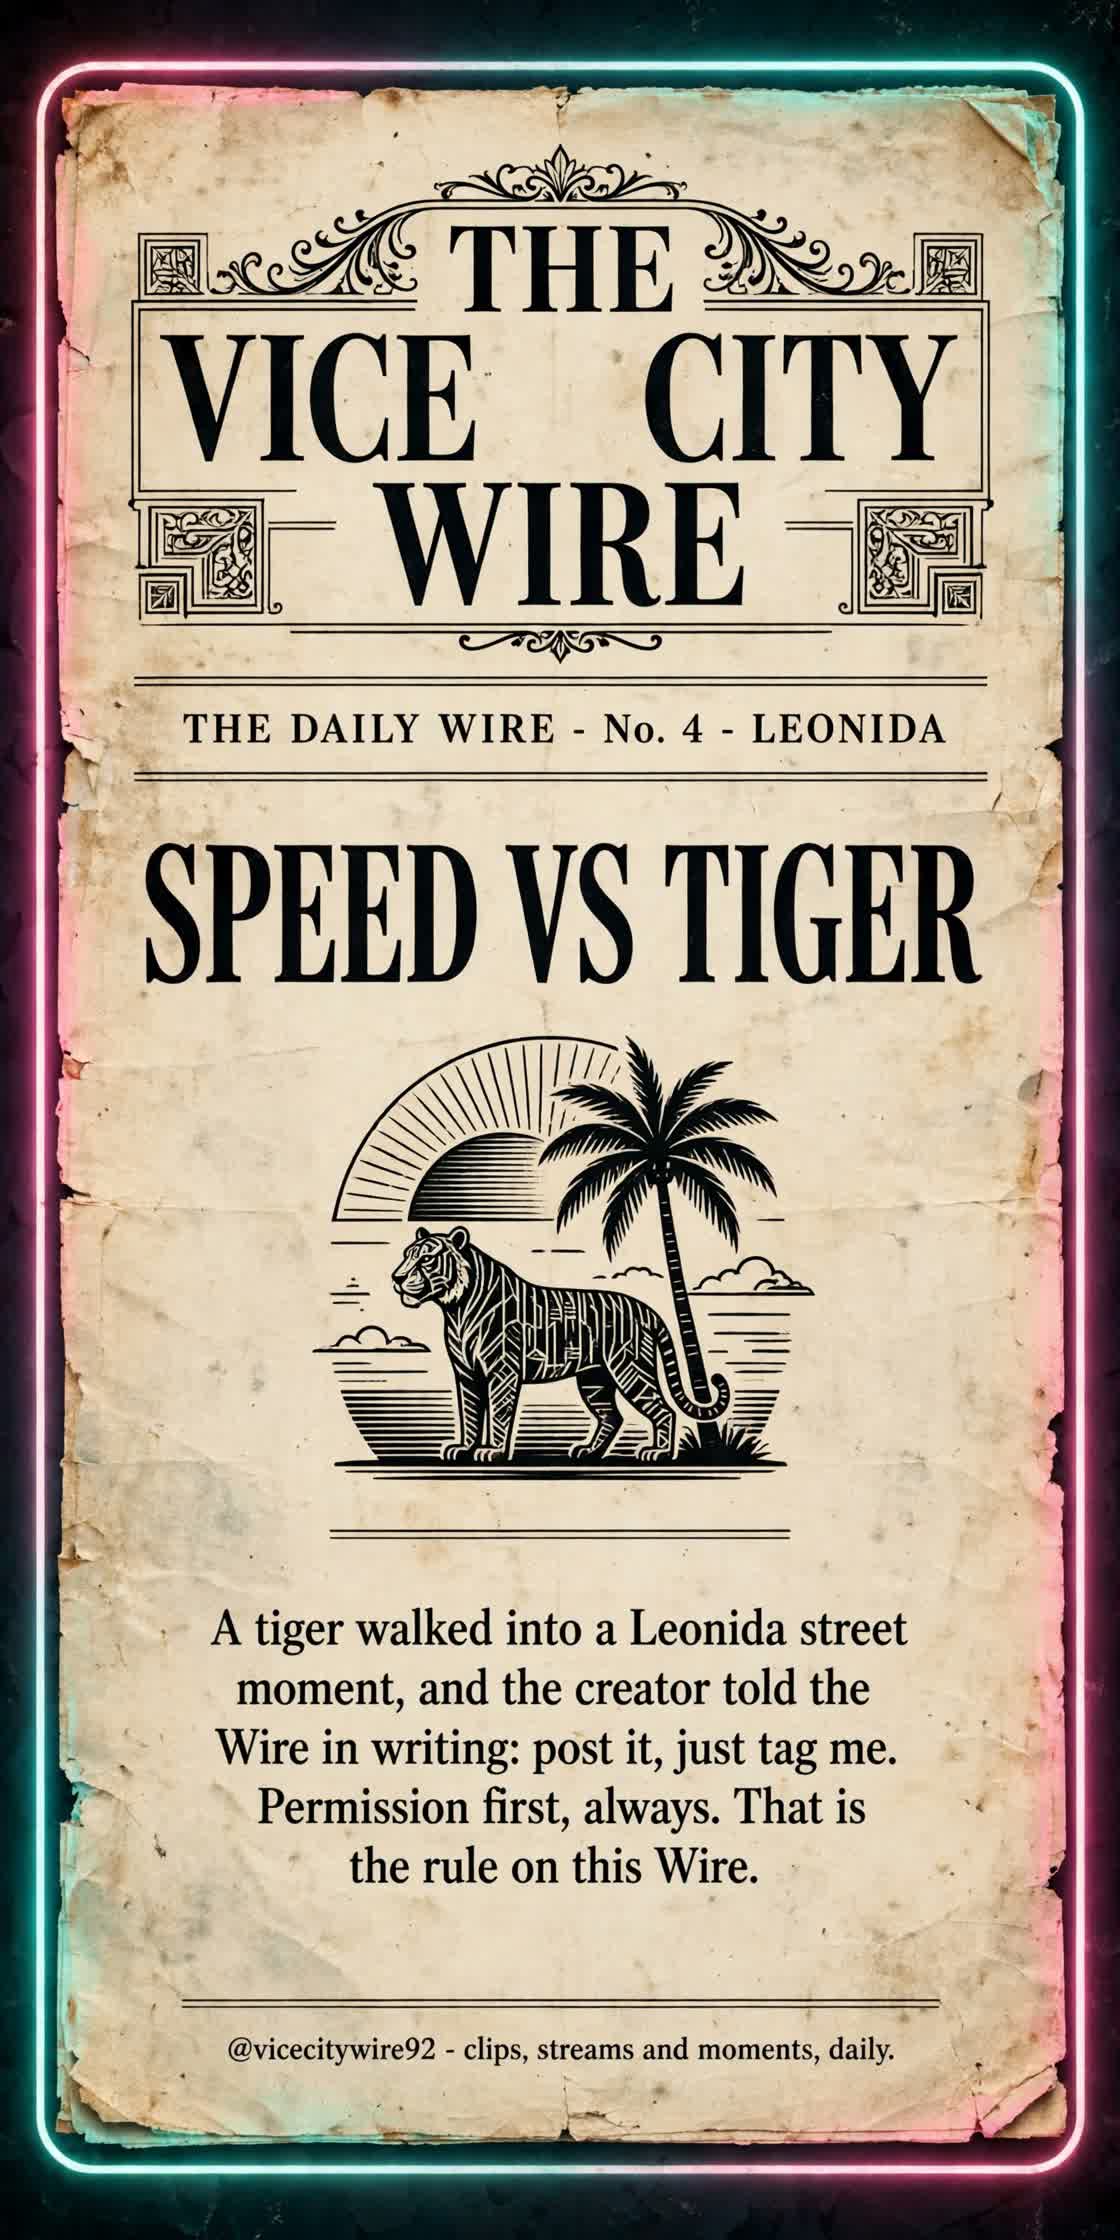 THE
VICE CITY
WIRE
THE DAILY WIRE - No. 4 - LEONIDA
SPEED VS TIGER
A tiger walked into a Leonida street
moment, and the creator told the
Wire in writing: post it, just tag me.
Permission first, always. That is
the rule on this Wire.
@vicecitywire92 - clips, streams and moments, daily.